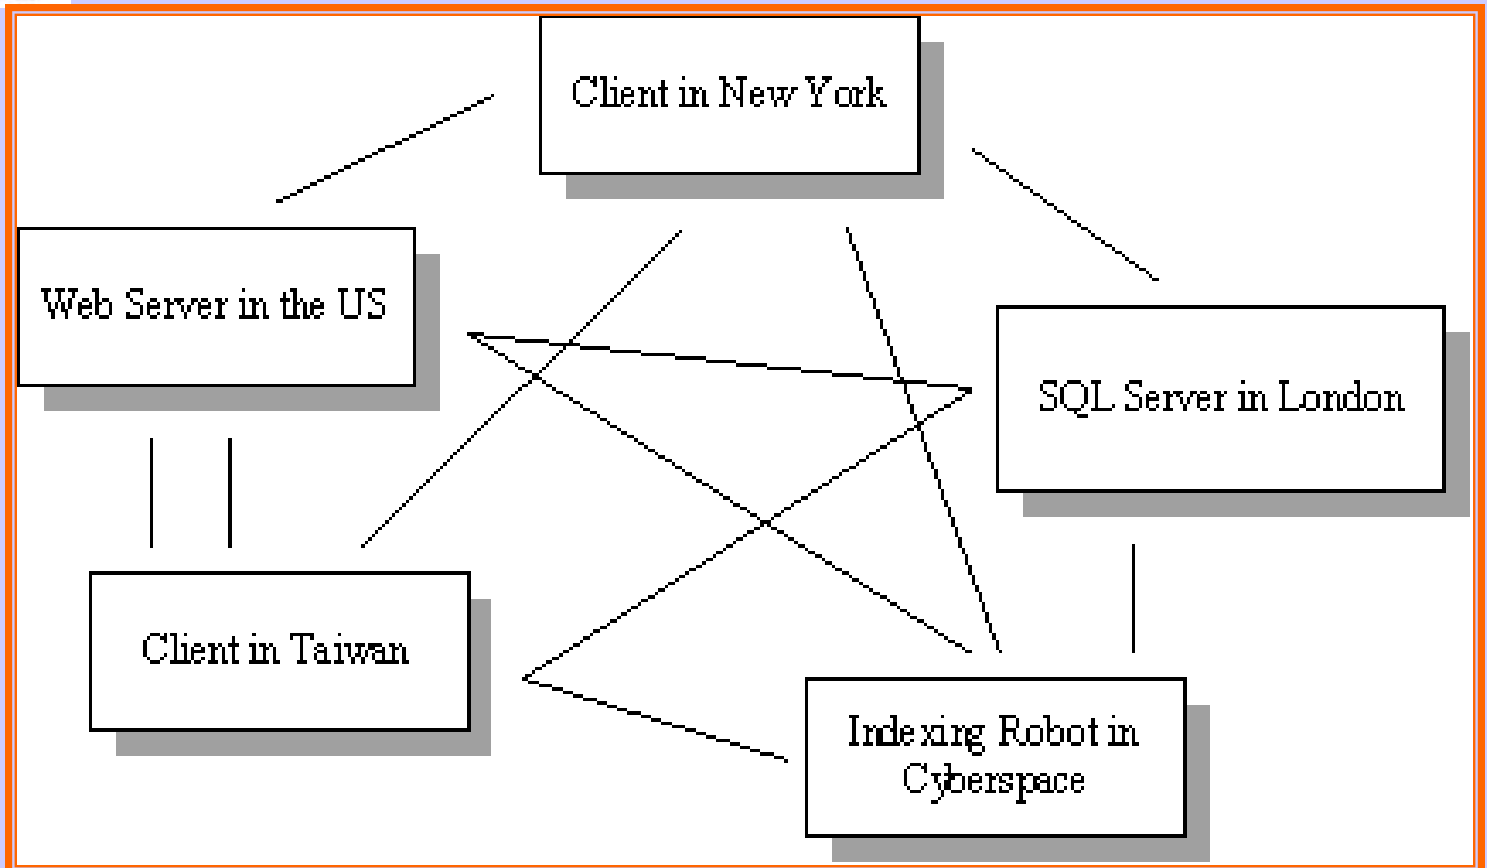 Client in New York
Web Server in the US
SQL Server in London
Client in Taiwan
Indexing Robot in
Cyberspace